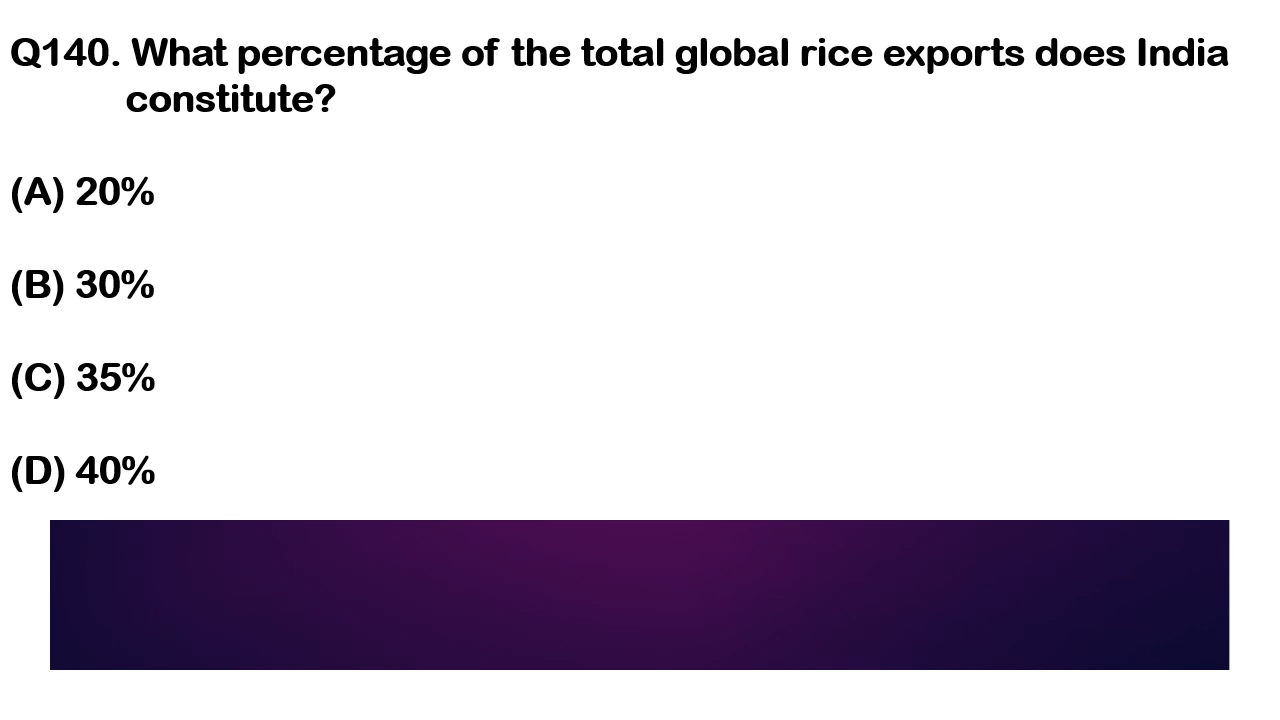 Q140. What percentage of the total global rice exports does India
constitute?
(A) 20%
(B) 30%
(C) 35%
(D) 40%